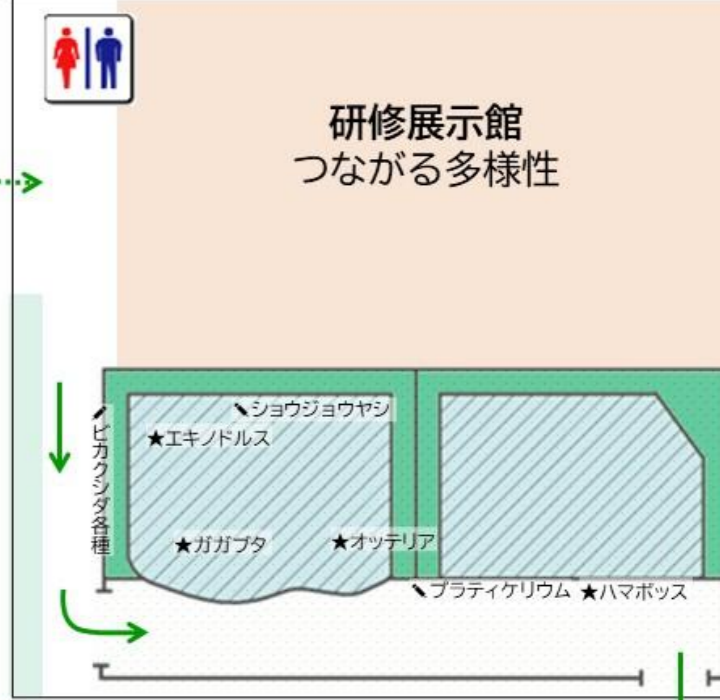 研修展示館
つながる多様性
ショウジョウヤシ
★エキノドルス
ビカクシダ各種
★ガガブタ
★オッテリア
プラティケリウム
★ハマボッス